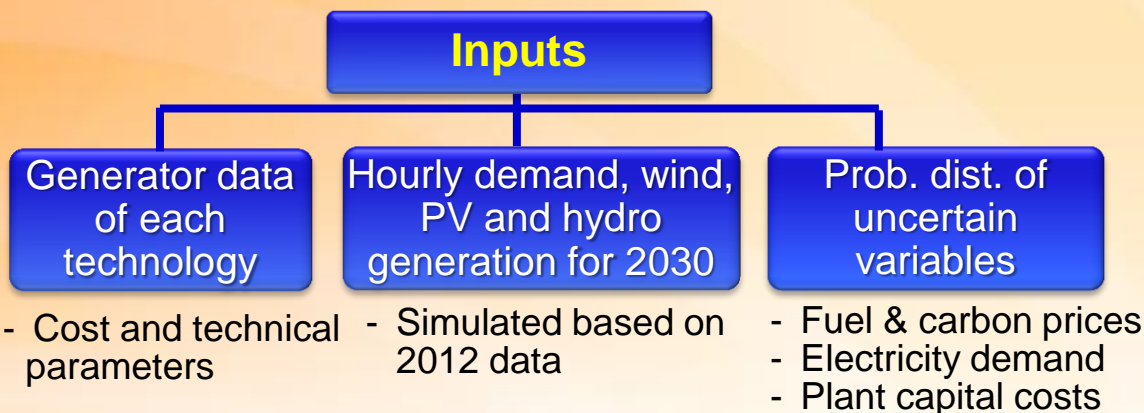 Inputs
Generator data
of each
technology
- Cost and technical
parameters
Hourly demand, wind,
PV and hydro
generation for 2030
- Simulated based on
2012 data
Prob. dist. of
uncertain
variables
- Fuel & carbon prices
- Electricity demand
- Plant capital costs